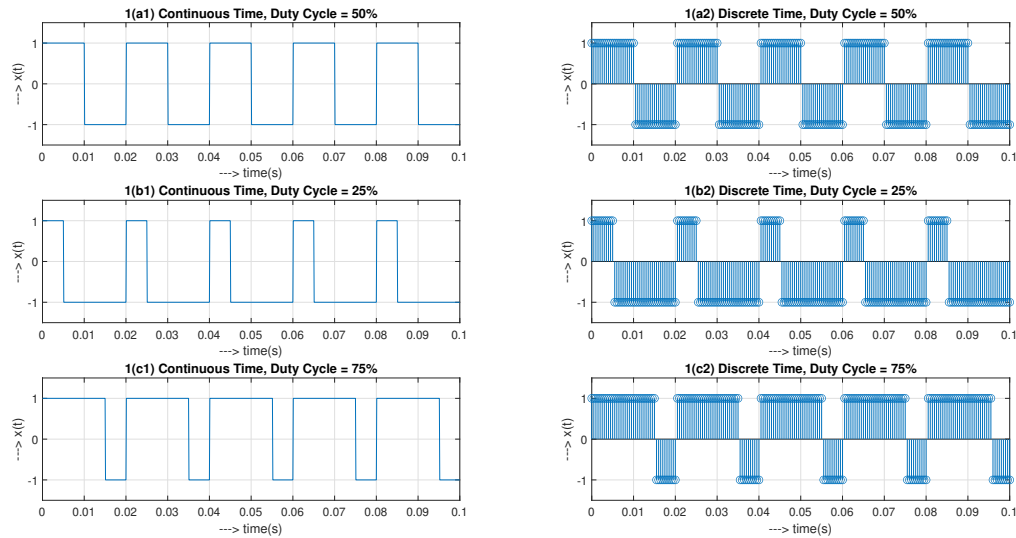 1(a1) Continuous Time, Duty Cycle = 50%
1
0
-1
---> x(t)
0 0.01 0.02 0.03 0.04 0.05 0.06 0.07 0.08 0.09 0.1
---> time(s)
1(a2) Discrete Time, Duty Cycle = 50%
1
0
-1
---> x(t)
0 0.01 0.02 0.03 0.04 0.05 0.06 0.07 0.08 0.09 0.1
---> time(s)
1(b1) Continuous Time, Duty Cycle = 25%
1
0
-1
---> x(t)
0 0.01 0.02 0.03 0.04 0.05 0.06 0.07 0.08 0.09 0.1
---> time(s)
1(b2) Discrete Time, Duty Cycle = 25%
1
0
-1
---> x(t)
0 0.01 0.02 0.03 0.04 0.05 0.06 0.07 0.08 0.09 0.1
---> time(s)
1(c1) Continuous Time, Duty Cycle = 75%
1
0
-1
---> x(t)
0 0.01 0.02 0.03 0.04 0.05 0.06 0.07 0.08 0.09 0.1
---> time(s)
1(c2) Discrete Time, Duty Cycle = 75%
1
0
-1
---> x(t)
0 0.01 0.02 0.03 0.04 0.05 0.06 0.07 0.08 0.09 0.1
---> time(s)